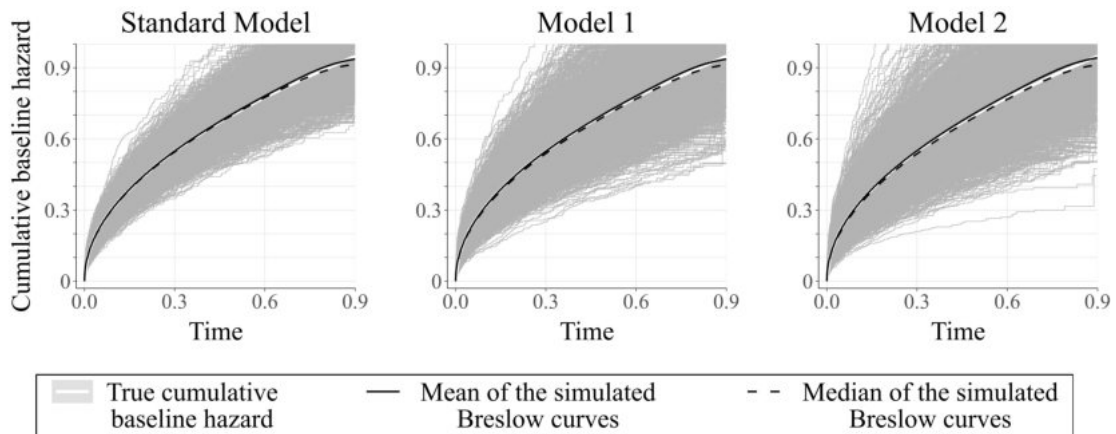 Standard Model
Model 1
Model 2
Cumulative baseline hazard
0.9
0.6
0.3
0
0.0 0.3 0.6 0.9
Time
0.9
0.6
0.3
0
0.0 0.3 0.6 0.9
Time
0.9
0.6
0.3
0
0.0 0.3 0.6 0.9
Time
True cumulative
baseline hazard
Mean of the simulated
Breslow curves
Median of the simulated
Breslow curves